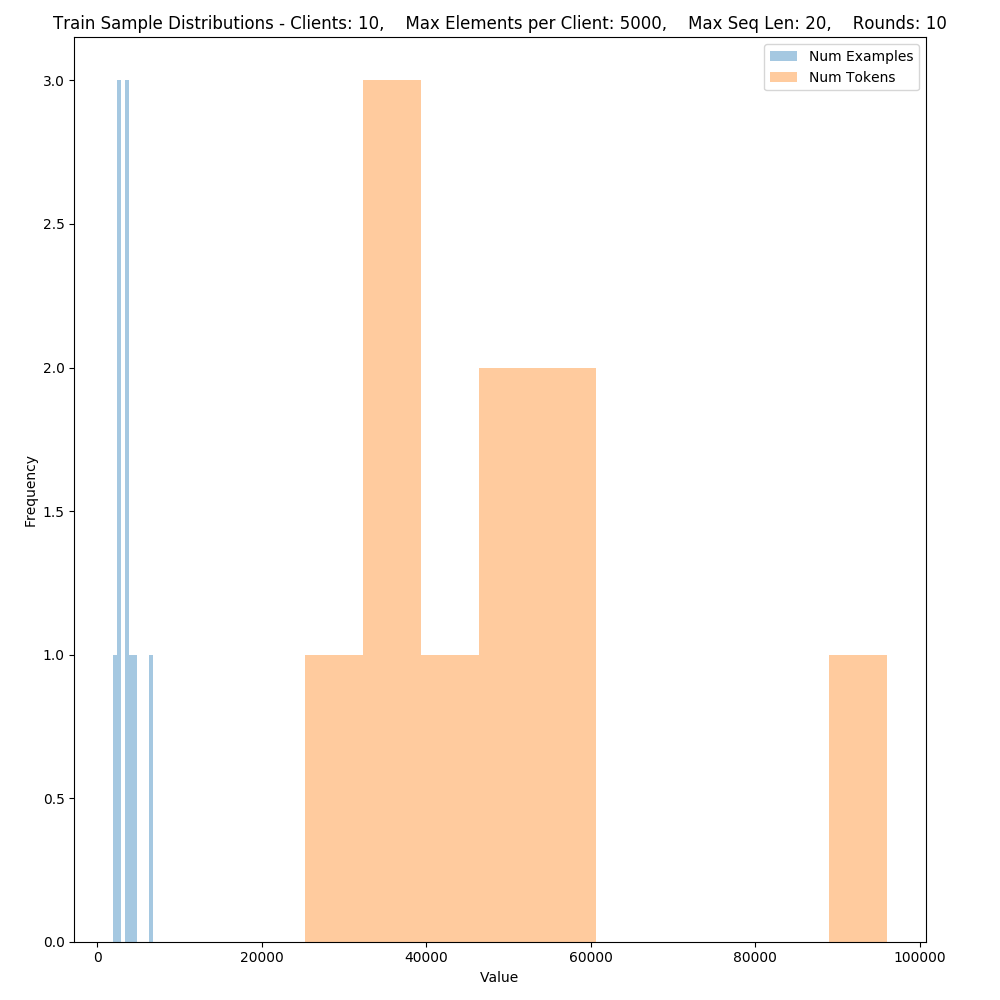 Train Sample Distributions - Clients: 10,    Max Elements per Client: 5000,    Max Seq Len: 20,    Rounds: 10
Num Examples
Num Tokens
3.0
2.5
2.0
1.5
1.0
0.5
0.0
Frequency
0 20000 40000 60000 80000 100000
Value